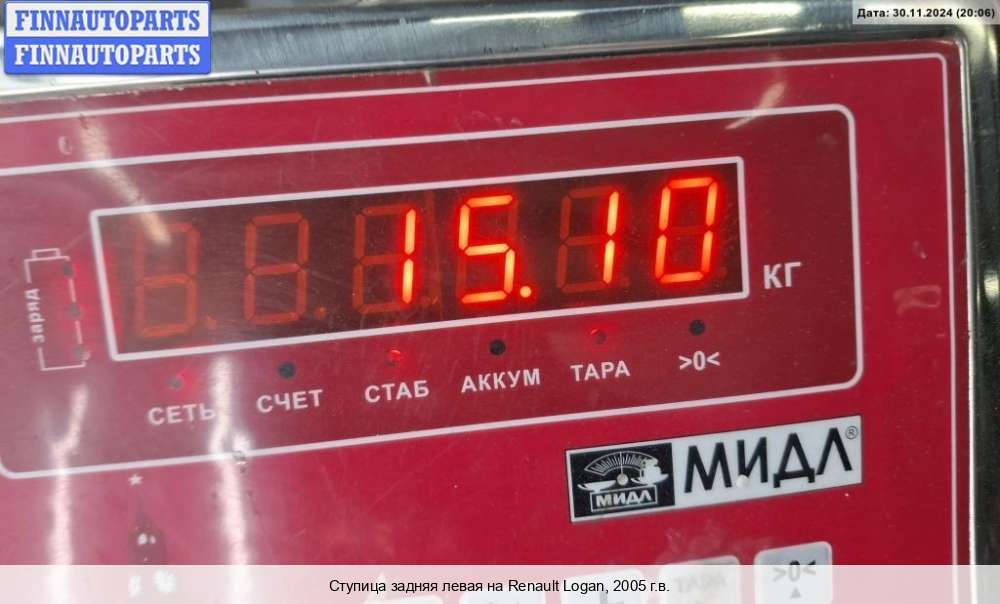 FINNAUTOPARTS
FINNAUTOPARTS
Дата: 30.11.2024 (20:06)
15.10
КГ
заряд
СЕТЬ СЧЕТ СТАБ АККУМ ТАРА >0<
МИДЛ МИДЛ®
ТАРА >0<
Ступица задняя левая на Renault Logan, 2005 г.в.